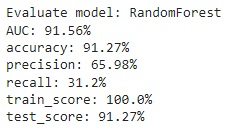 Evaluate model: RandomForest
AUC: 91.56%
accuracy: 91.27%
precision: 65.98%
recall: 31.2%
train_score: 100.0%
test_score: 91.27%